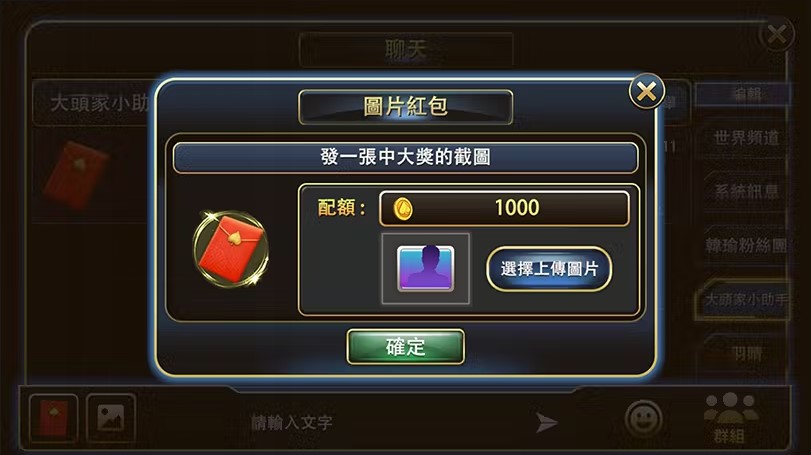 聊天
大頭家小助
圖片紅包
編輯
11
世界頻道
發一張中大獎的截圖
系統訊息
配額：
1000
韓瑜粉絲團
選擇上傳圖片
大頭家小助手
確定
羽晴
請輸入文字
群組